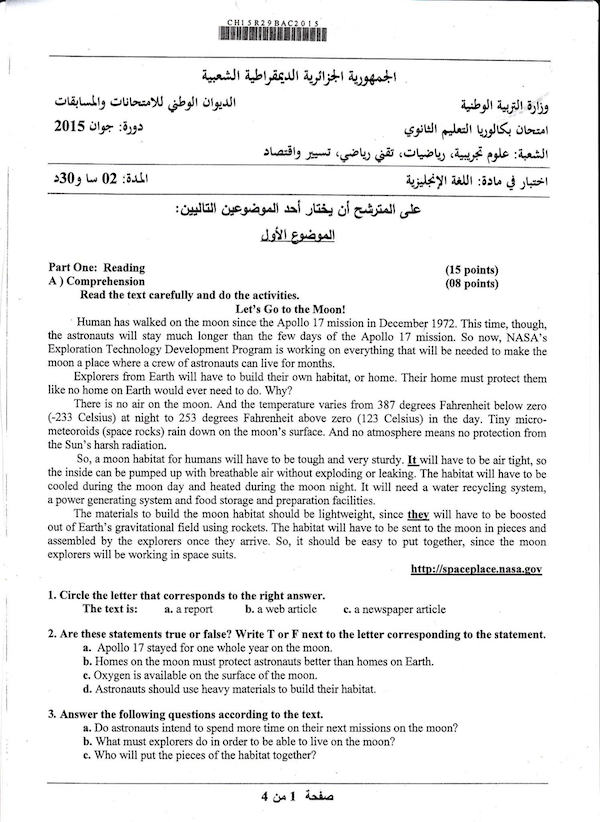 CH15R29BAC2015
الجمهورية الجزائرية الديمقراطية الشعبية
وزارة التربية الوطنية الديوان الوطني للامتحانات والمسابقات
امتحان بكالوريا التعليم الثانوي دورة: جوان 2015
الشعبة: علوم تجريبية، رياضيات، تقني رياضي، تسيير واقتصاد
اختبار في مادة: اللغة الإنجليزية المدة: 02 سا و30د
على المترشح أن يختار أحد الموضوعين التاليين:
الموضوع الأول
Part One: Reading (15 points)
A ) Comprehension (08 points)
Read the text carefully and do the activities.
Let's Go to the Moon!
Human has walked on the moon since the Apollo 17 mission in December 1972. This time, though,
the astronauts will stay much longer than the few days of the Apollo 17 mission. So now, NASA's
Exploration Technology Development Program is working on everything that will be needed to make the
moon a place where a crew of astronauts can live for months.
Explorers from Earth will have to build their own habitat, or home. Their home must protect them
like no home on Earth would ever need to do. Why?
There is no air on the moon. And the temperature varies from 387 degrees Fahrenheit below zero
(-233 Celsius) at night to 253 degrees Fahrenheit above zero (123 Celsius) in the day. Tiny micro-
meteoroids (space rocks) rain down on the moon's surface. And no atmosphere means no protection from
the Sun's harsh radiation.
So, a moon habitat for humans will have to be tough and very sturdy. It will have to be air tight, so
the inside can be pumped up with breathable air without exploding or leaking. The habitat will have to be
cooled during the moon day and heated during the moon night. It will need a water recycling system,
a power generating system and food storage and preparation facilities.
The materials to build the moon habitat should be lightweight, since they will have to be boosted
out of Earth's gravitational field using rockets. The habitat will have to be sent to the moon in pieces and
assembled by the explorers once they arrive. So, it should be easy to put together, since the moon
explorers will be working in space suits.
http://spaceplace.nasa.gov
1. Circle the letter that corresponds to the right answer.
The text is: a. a report b. a web article c. a newspaper article
2. Are these statements true or false? Write T or F next to the letter corresponding to the statement.
a. Apollo 17 stayed for one whole year on the moon.
b. Homes on the moon must protect astronauts better than homes on Earth.
c. Oxygen is available on the surface of the moon.
d. Astronauts should use heavy materials to build their habitat.
3. Answer the following questions according to the text.
a. Do astronauts intend to spend more time on their next missions on the moon?
b. What must explorers do in order to be able to live on the moon?
c. Who will put the pieces of the habitat together?
صفحة 1 من 4